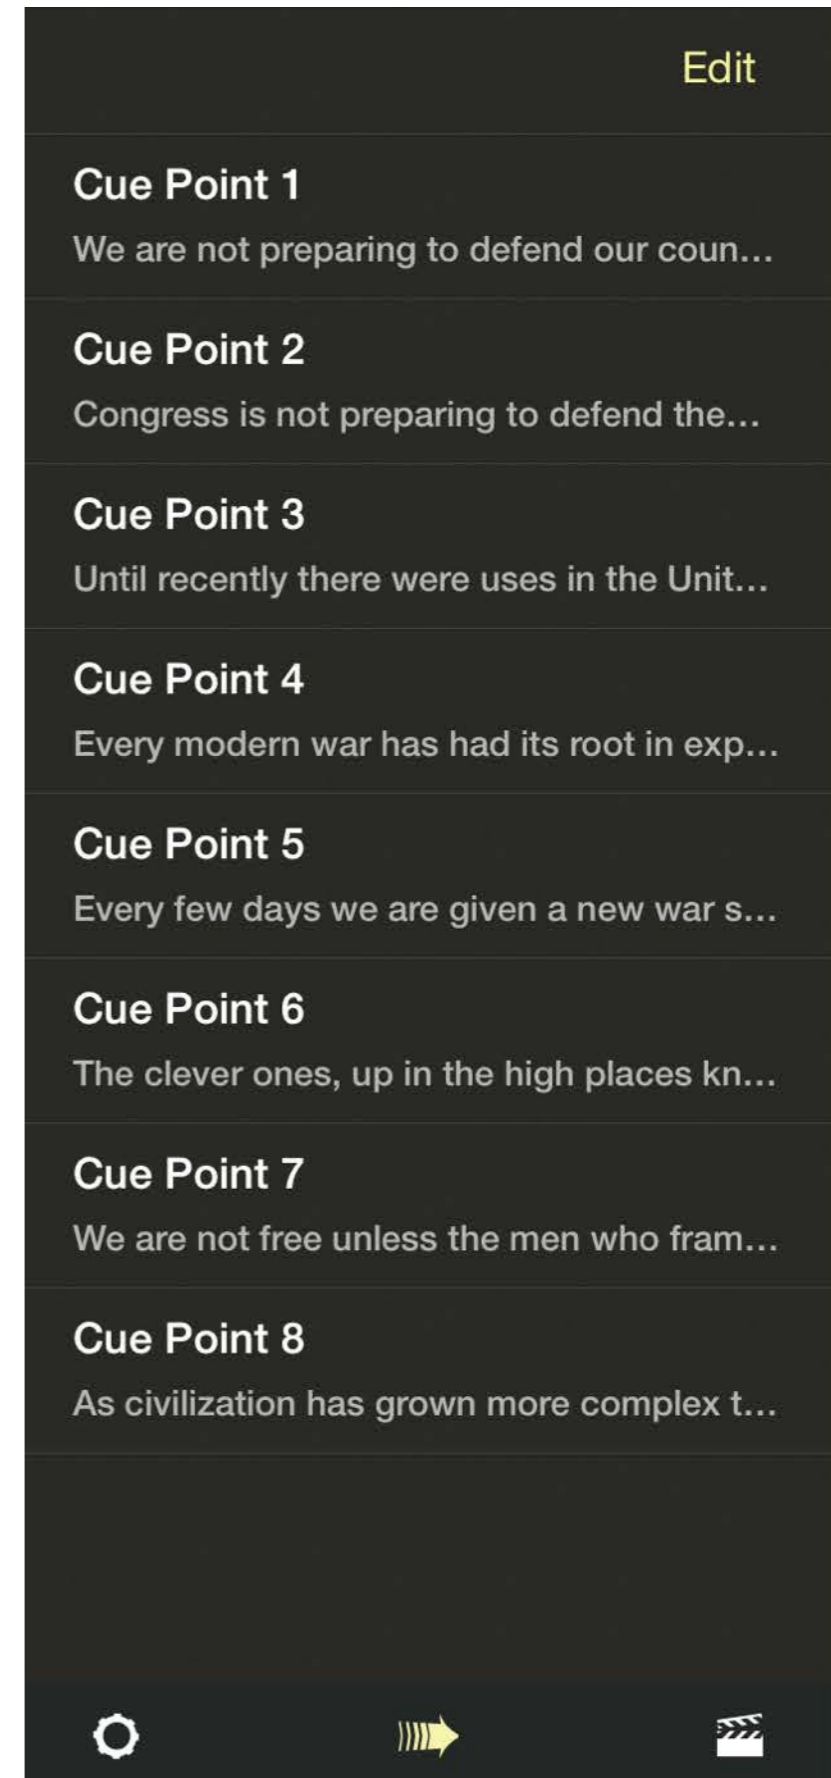 Edit
Cue Point 1
We are not preparing to defend our coun...
Cue Point 2
Congress is not preparing to defend the...
Cue Point 3
Until recently there were uses in the Unit...
Cue Point 4
Every modern war has had its root in exp...
Cue Point 5
Every few days we are given a new war s...
Cue Point 6
The clever ones, up in the high places kn...
Cue Point 7
We are not free unless the men who fram...
Cue Point 8
As civilization has grown more complex t...